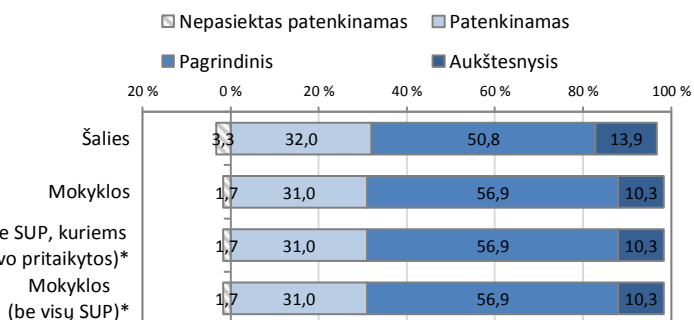 Nepasiektas patenkinamas Patenkinamas
Pagrindinis Aukštesnysis
20 % 0 % 20 % 40 % 60 % 80 % 100 %
Šalies 3,3 32,0 50,8 13,9
Mokyklos 1,7 31,0 56,9 10,3
e SUP, kuriems
vo pritaikytos)* 1,7 31,0 56,9 10,3
Mokyklos
(be visų SUP)* 1,7 31,0 56,9 10,3